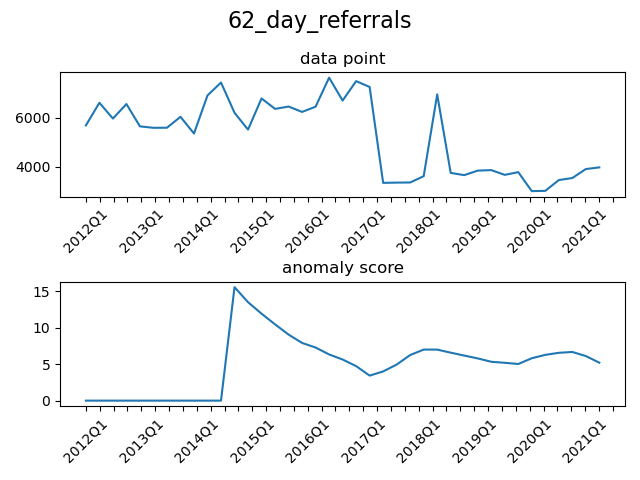 62_day_referrals
data point
6000
4000
2012Q1
2013Q1
2014Q1
2015Q1
2016Q1
2017Q1
2018Q1
2019Q1
2020Q1
2021Q1
anomaly score
15
10
5
0
2012Q1
2013Q1
2014Q1
2015Q1
2016Q1
2017Q1
2018Q1
2019Q1
2020Q1
2021Q1